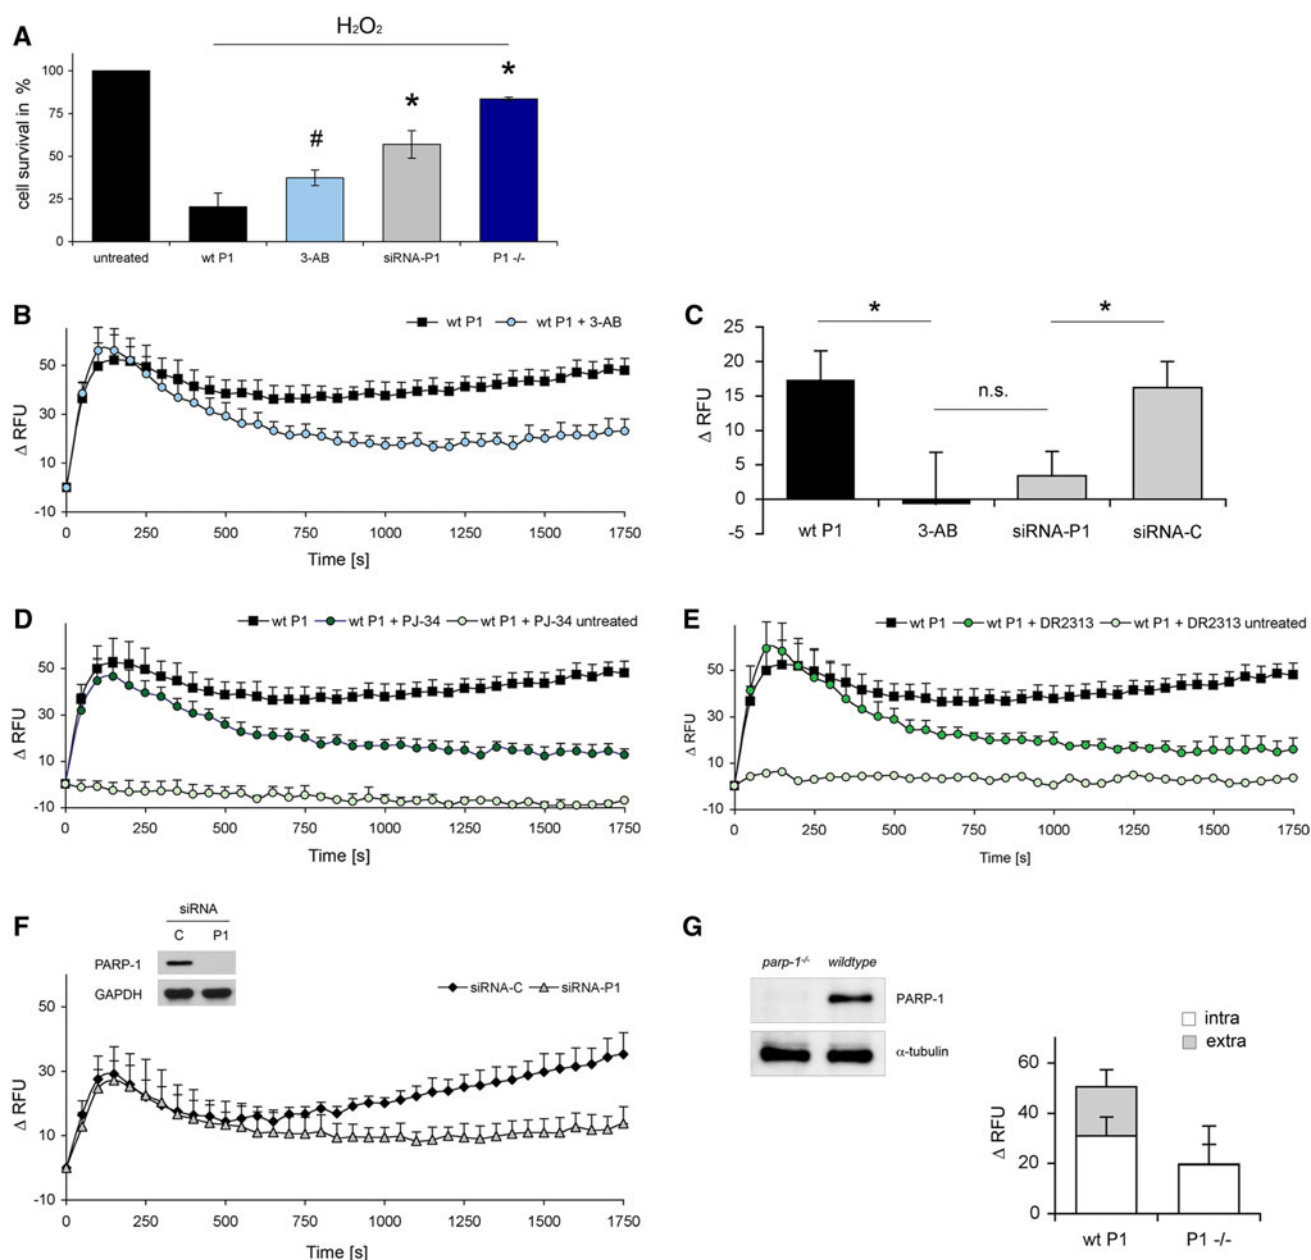 A
H₂O₂
cell survival in %
100
75
50
25
0
#
*
*
untreated
wt P1
3-AB
siRNA-P1
P1 -/-
B
wt P1
wt P1 + 3-AB
Δ RFU
50
30
10
-10
0
250
500
750
1000
1250
1500
1750
Time [s]
C
Δ RFU
25
20
15
10
5
0
-5
*
n.s.
*
wt P1
3-AB
siRNA-P1
siRNA-C
D
wt P1
wt P1 + PJ-34
wt P1 + PJ-34 untreated
Δ RFU
50
30
10
-10
0
250
500
750
1000
1250
1500
1750
Time [s]
E
wt P1
wt P1 + DR2313
wt P1 + DR2313 untreated
Δ RFU
50
30
10
-10
0
250
500
750
1000
1250
1500
1750
Time [s]
F
siRNA
C P1
PARP-1
GAPDH
siRNA-C
siRNA-P1
Δ RFU
50
30
10
-10
0
250
500
750
1000
1250
1500
1750
Time [s]
G
parp-1-/- wildtype
PARP-1
α-tubulin
intra
extra
Δ RFU
60
40
20
0
wt P1
P1 -/-